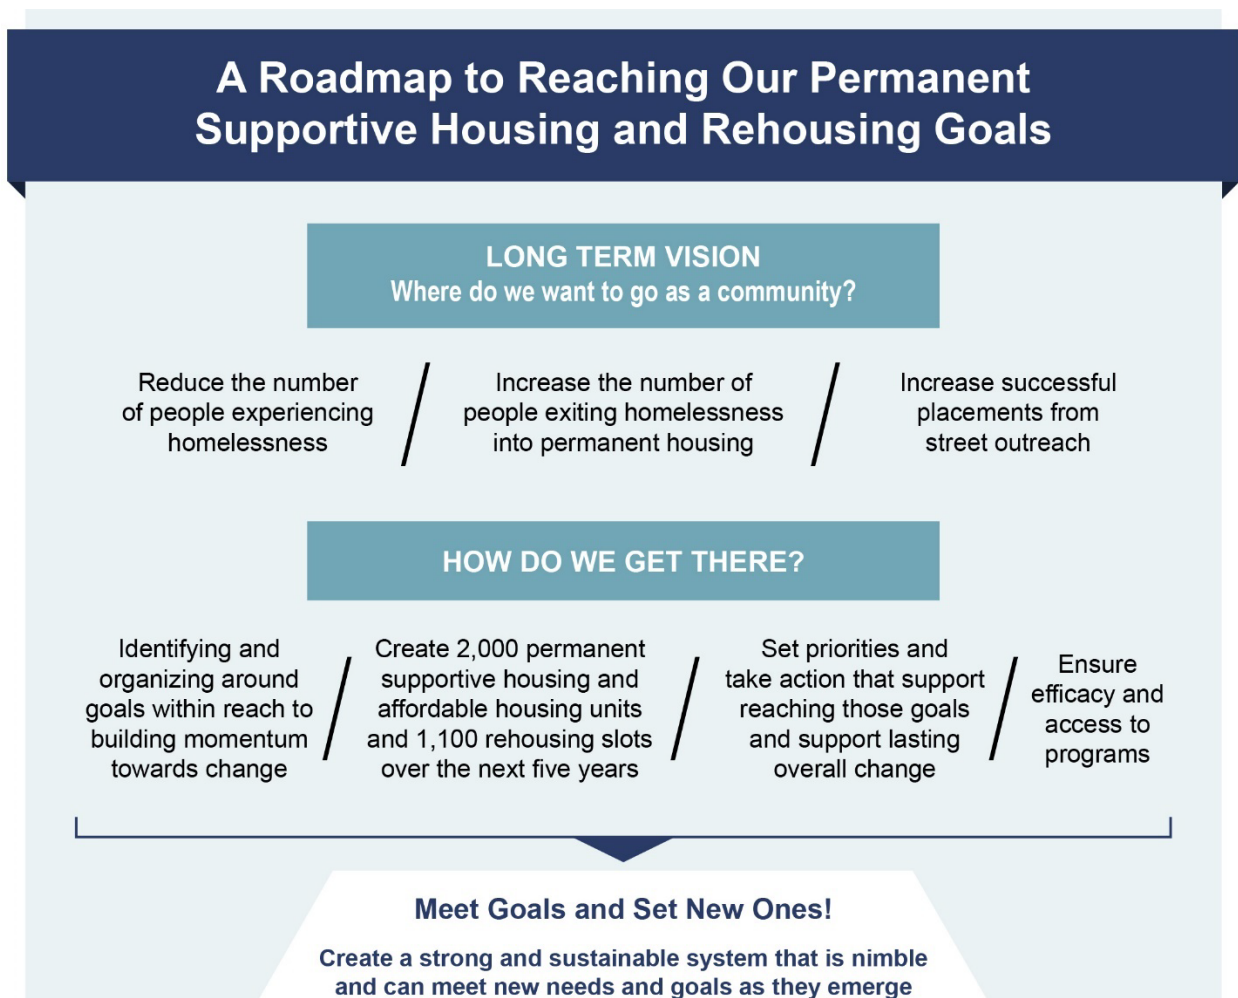 A Roadmap to Reaching Our Permanent
Supportive Housing and Rehousing Goals
LONG TERM VISION
Where do we want to go as a community?
Reduce the number
of people experiencing
homelessness
Increase the number of
people exiting homelessness
into permanent housing
Increase successful
placements from
street outreach
HOW DO WE GET THERE?
Identifying and
organizing around
goals within reach to
building momentum
towards change
Create 2,000 permanent
supportive housing and
affordable housing units
and 1,100 rehousing slots
over the next five years
Set priorities and
take action that support
reaching those goals
and support lasting
overall change
Ensure
efficacy and
access to
programs
Meet Goals and Set New Ones!
Create a strong and sustainable system that is nimble
and can meet new needs and goals as they emerge